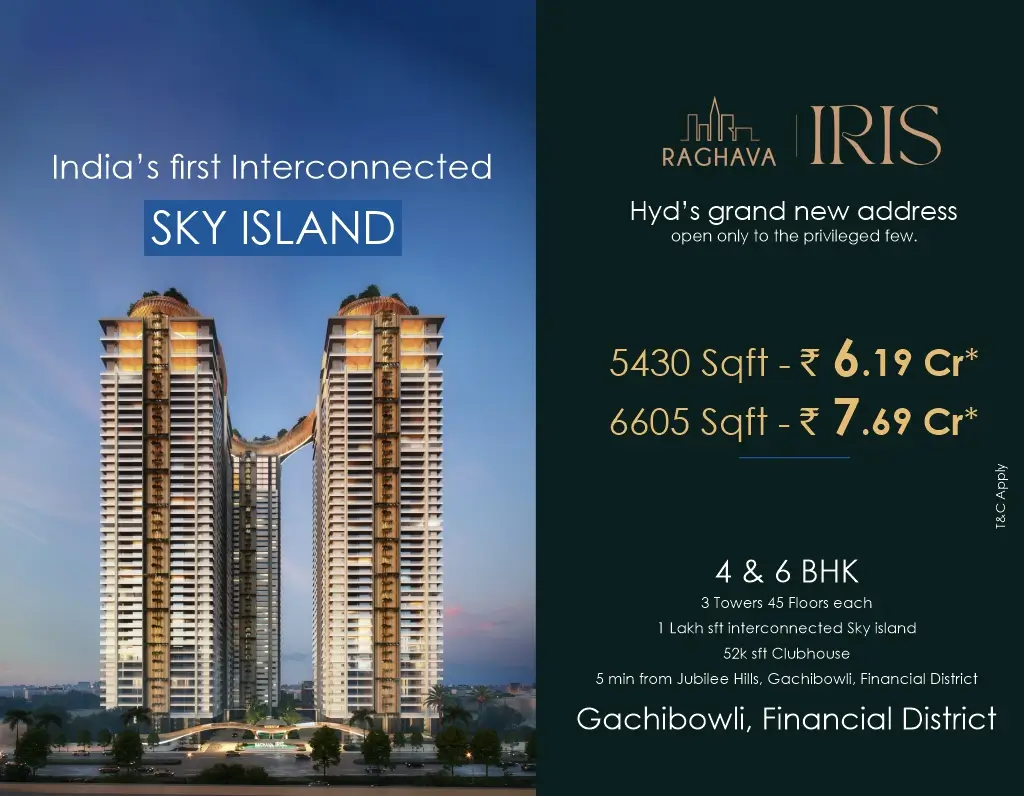 India's first Interconnected
SKY ISLAND
RAGHAVA IRIS
RAGHAVA | IRIS
Hyd's grand new address
open only to the privileged few.
5430 Sqft - ₹ 6.19 Cr*
6605 Sqft - ₹ 7.69 Cr*
T&C Apply
4 & 6 BHK
3 Towers 45 Floors each
1 Lakh sft interconnected Sky island
52k sft Clubhouse
5 min from Jubilee Hills, Gachibowli, Financial District
Gachibowli, Financial District